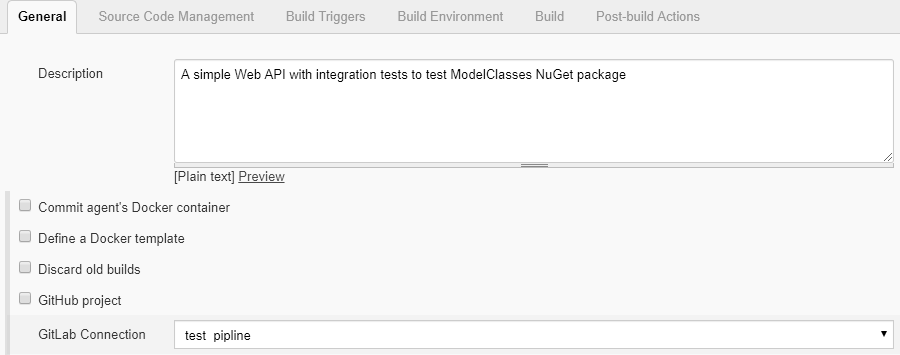 General Source Code Management Build Triggers Build Environment Build Post-build Actions
Description
A simple Web API with integration tests to test ModelClasses NuGet package
[Plain text] Preview
Commit agent's Docker container
Define a Docker template
Discard old builds
GitHub project
GitLab Connection test pipline